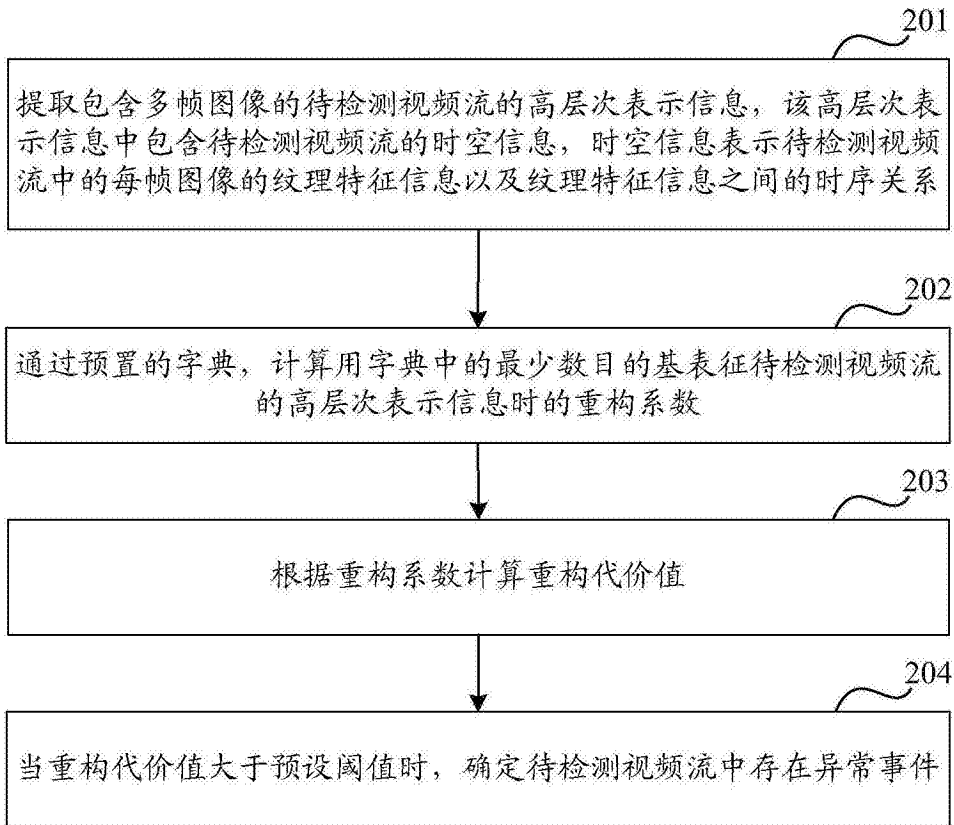 201
提取包含多帧图像的待检测视频流的高层次表示信息，该高层次表
示信息中包含待检测视频流的时空信息，时空信息表示待检测视频
流中的每帧图像的纹理特征信息以及纹理特征信息之间的时序关系
202
通过预置的字典，计算用字典中的最少数目的基表征待检测视频流
的高层次表示信息时的重构系数
203
根据重构系数计算重构代价值
204
当重构代价值大于预设阈值时，确定待检测视频流中存在异常事件